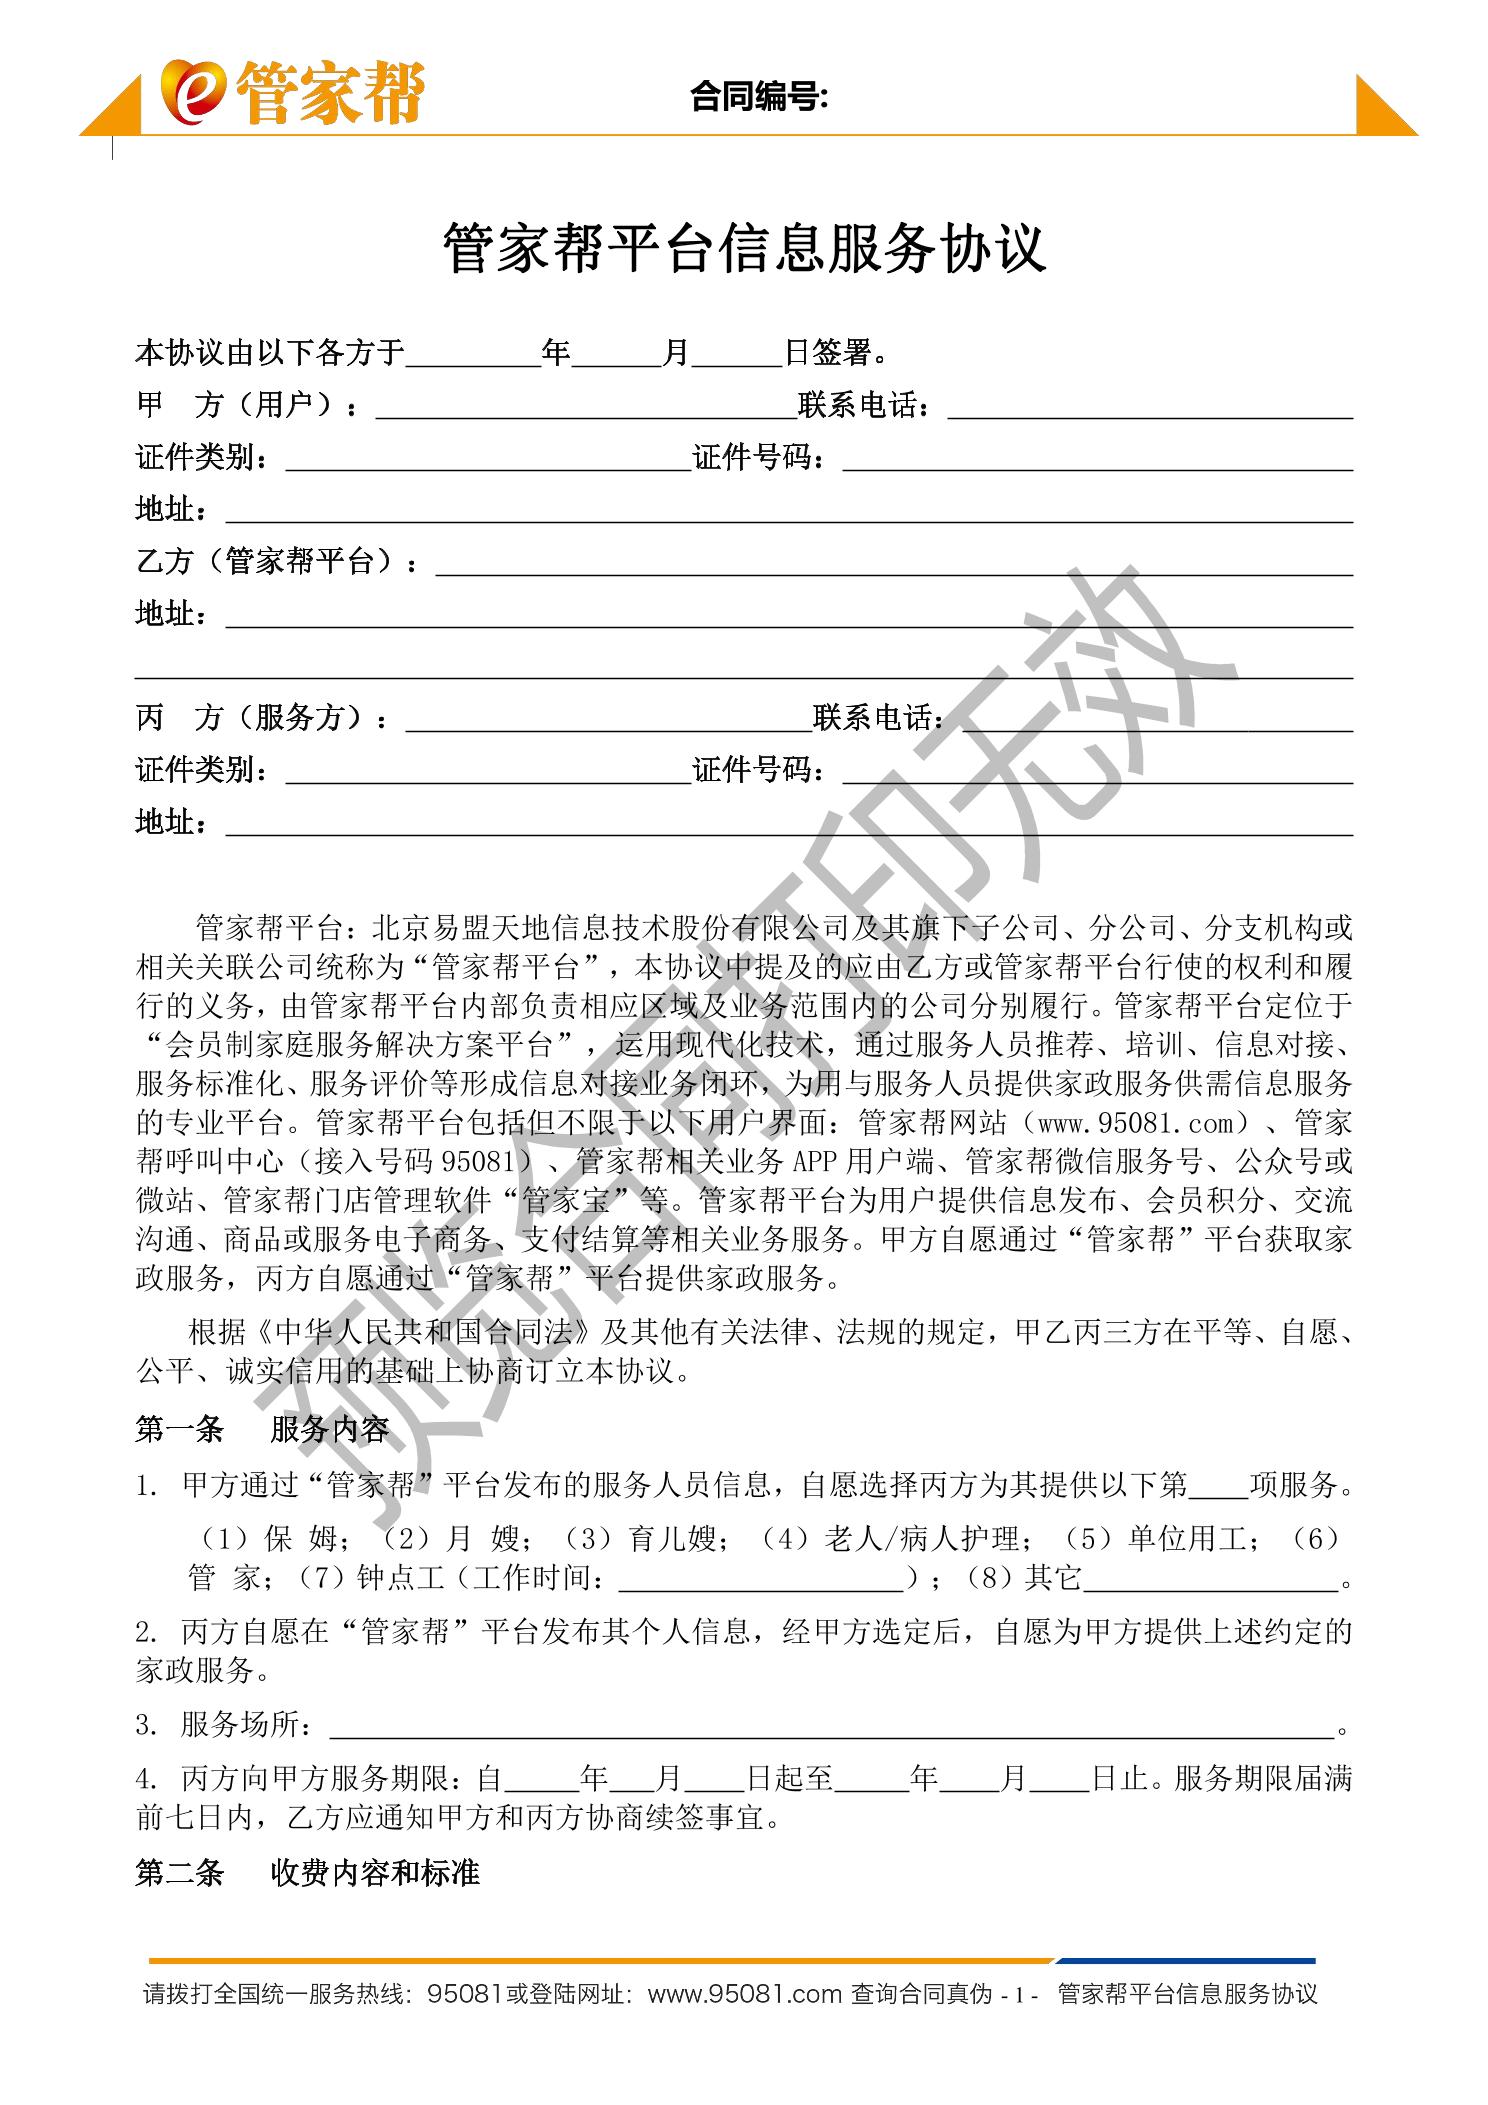 管家帮
合同编号:
管家帮平台信息服务协议
本协议由以下各方于_________年______月______日签署。
甲　方（用户）：____________________________联系电话：___________________________
证件类别：___________________________证件号码：__________________________________
地址：___________________________________________________________________________
乙方（管家帮平台）：_____________________________________________________________
地址：___________________________________________________________________________
_________________________________________________________________________________
丙　方（服务方）：___________________________联系电话：__________________________
证件类别：___________________________证件号码：__________________________________
地址：___________________________________________________________________________
管家帮平台：北京易盟天地信息技术股份有限公司及其旗下子公司、分公司、分支机构或
相关关联公司统称为“管家帮平台”，本协议中提及的应由乙方或管家帮平台行使的权利和履
行的义务，由管家帮平台内部负责相应区域及业务范围内的公司分别履行。管家帮平台定位于
“会员制家庭服务解决方案平台”，运用现代化技术，通过服务人员推荐、培训、信息对接、
服务标准化、服务评价等形成信息对接业务闭环，为用与服务人员提供家政服务供需信息服务
的专业平台。管家帮平台包括但不限于以下用户界面：管家帮网站（www.95081.com）、管家
帮呼叫中心（接入号码 95081）、管家帮相关业务 APP 用户端、管家帮微信服务号、公众号或
微站、管家帮门店管理软件“管家宝”等。管家帮平台为用户提供信息发布、会员积分、交流
沟通、商品或服务电子商务、支付结算等相关业务服务。甲方自愿通过“管家帮”平台获取家
政服务，丙方自愿通过“管家帮”平台提供家政服务。
根据《中华人民共和国合同法》及其他有关法律、法规的规定，甲乙丙三方在平等、自愿、
公平、诚实信用的基础上协商订立本协议。
第一条　服务内容
1. 甲方通过“管家帮”平台发布的服务人员信息，自愿选择丙方为其提供以下第____项服务。
（1）保 姆；（2）月 嫂；（3）育儿嫂；（4）老人/病人护理；（5）单位用工；（6）
管 家；（7）钟点工（工作时间：___________________）；（8）其它_________________。
2. 丙方自愿在“管家帮”平台发布其个人信息，经甲方选定后，自愿为甲方提供上述约定的
家政服务。
3. 服务场所：___________________________________________________________________。
4. 丙方向甲方服务期限：自_____年___月____日起至_____年____月____日止。服务期限届满
前七日内，乙方应通知甲方和丙方协商续签事宜。
第二条　收费内容和标准
预览合同打印无效
请拨打全国统一服务热线：95081或登陆网址：www.95081.com 查询合同真伪 - 1 - 管家帮平台信息服务协议